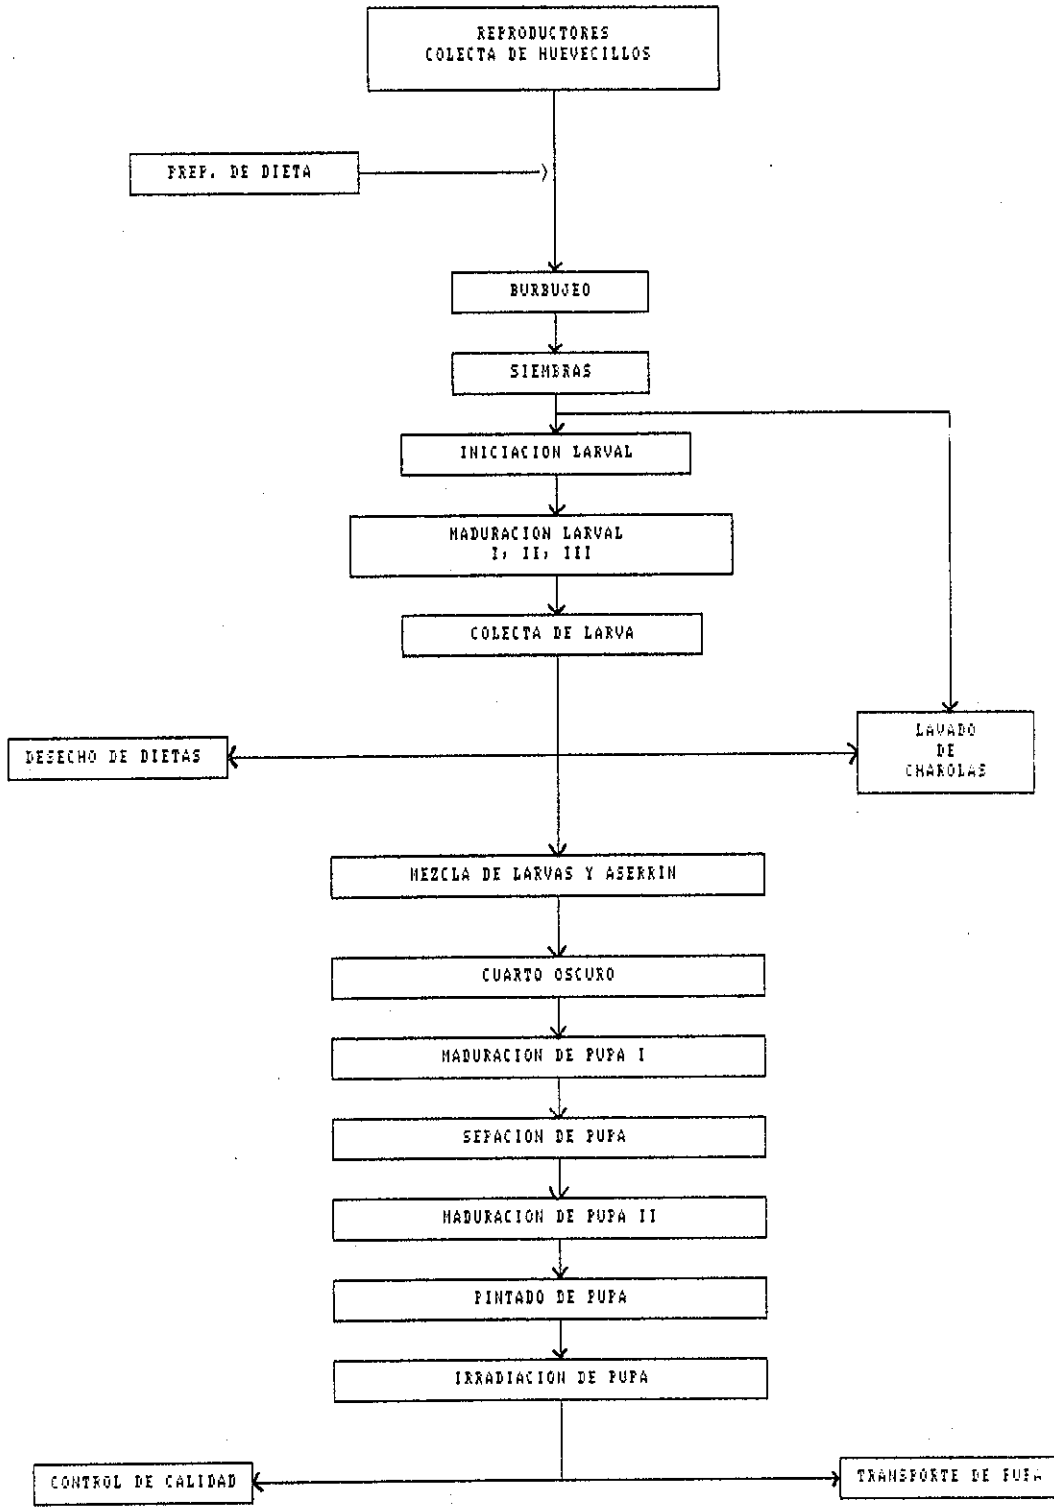 REPRODUCTORES
COLECTA DE HUEVECILLOS
PREP. DE DIETA
BURBUJEO
SIEMBRAS
INICIACION LARVAL
MADURACION LARVAL
I, II, III
COLECTA DE LARVA
DESECHO DE DIETAS
LAVADO
DE
CHAROLAS
MEZCLA DE LARVAS Y ASERRIN
CUARTO OSCURO
MADURACION DE PUPA I
SEPACION DE PUPA
MADURACION DE PUPA II
PINTADO DE PUPA
IRRADIACION DE PUPA
CONTROL DE CALIDAD
TRANSPORTE DE PUPA